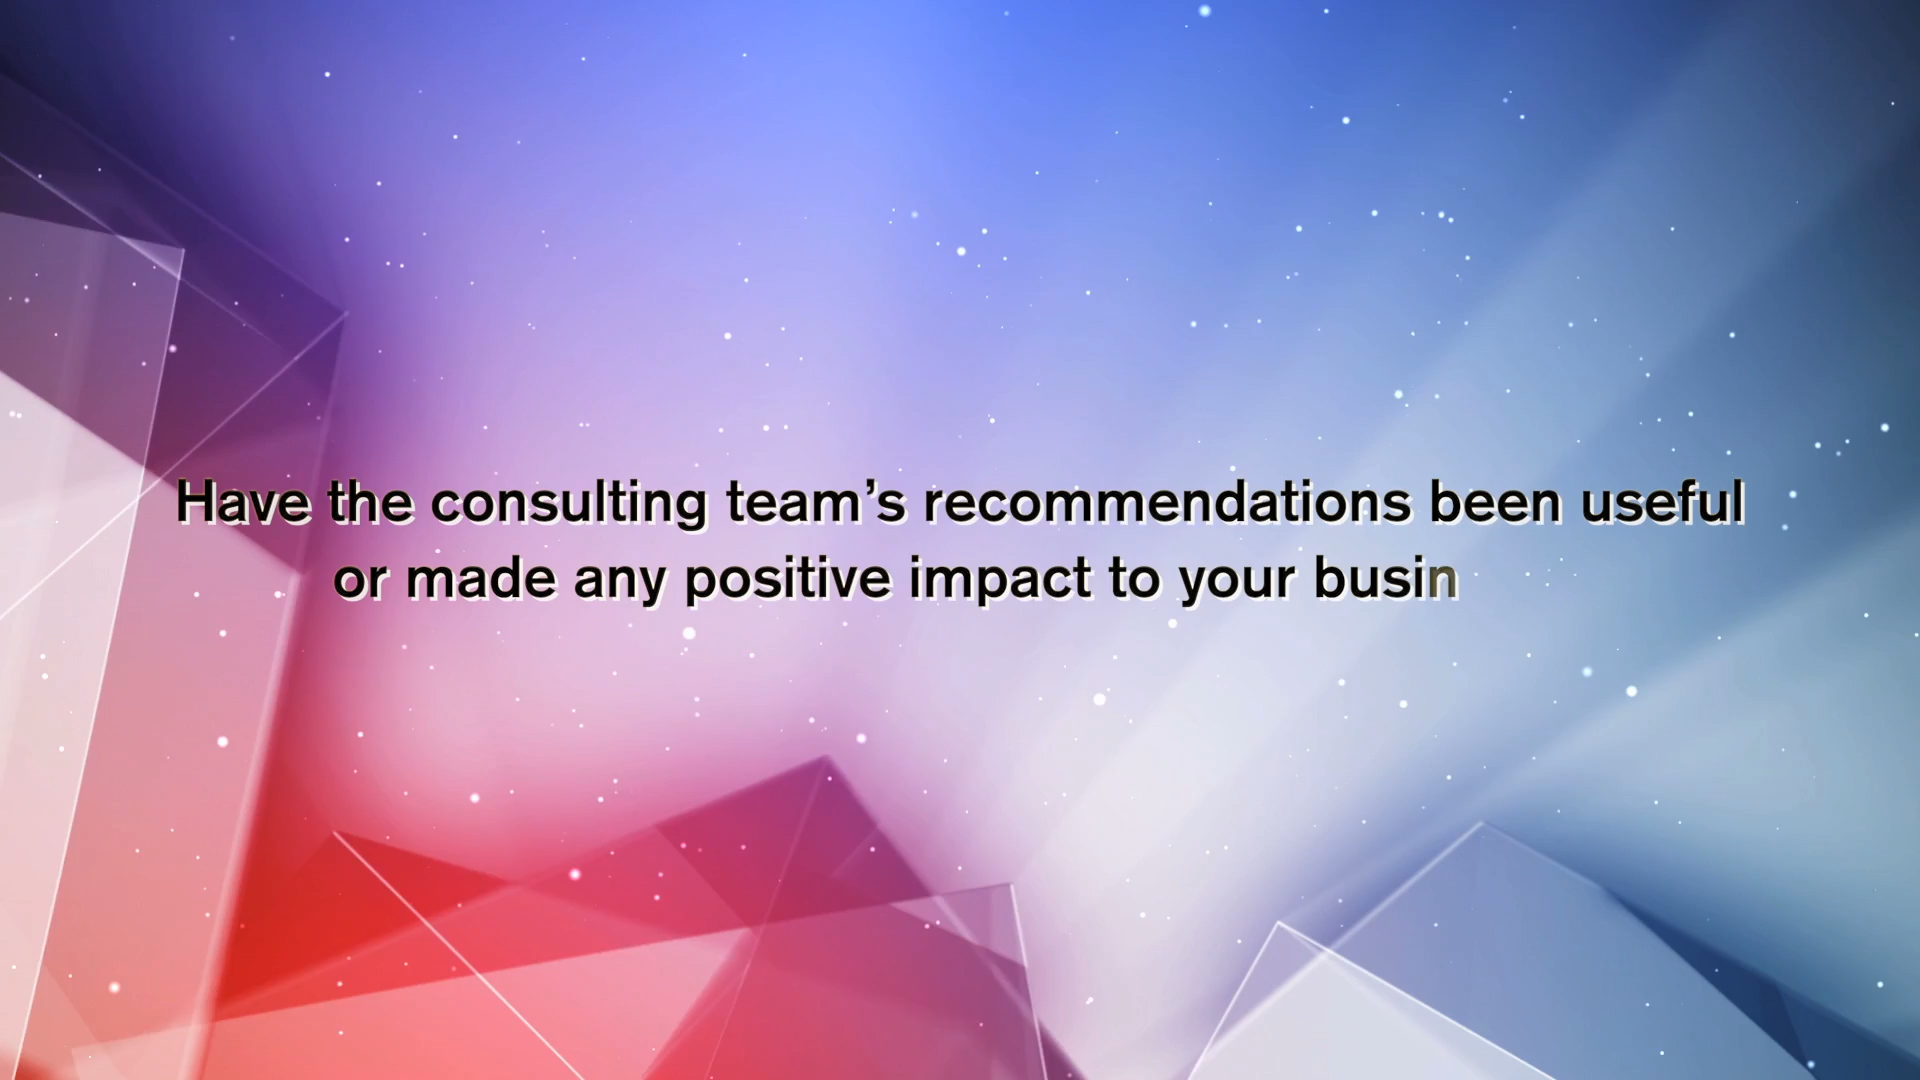 Have the consulting team’s recommendations been useful
or made any positive impact to your busin